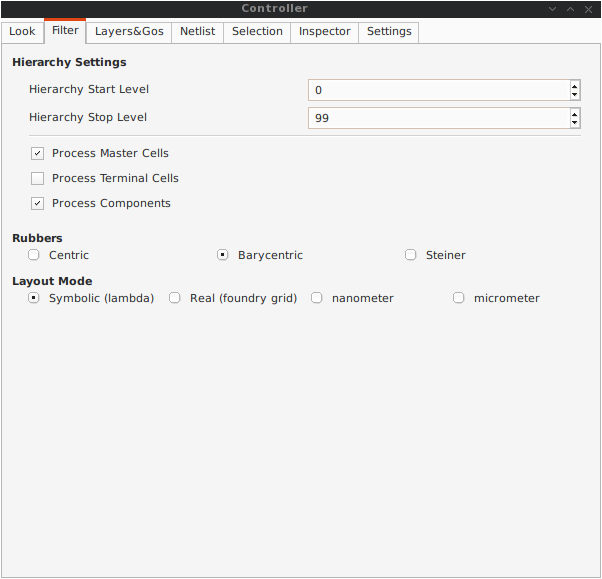 Controller
Look Filter Layers&Gos Netlist Selection Inspector Settings
Hierarchy Settings
Hierarchy Start Level 0
Hierarchy Stop Level 99
Process Master Cells
Process Terminal Cells
Process Components
Rubbers
Centric Barycentric Steiner
Layout Mode
Symbolic (lambda) Real (foundry grid) nanometer micrometer